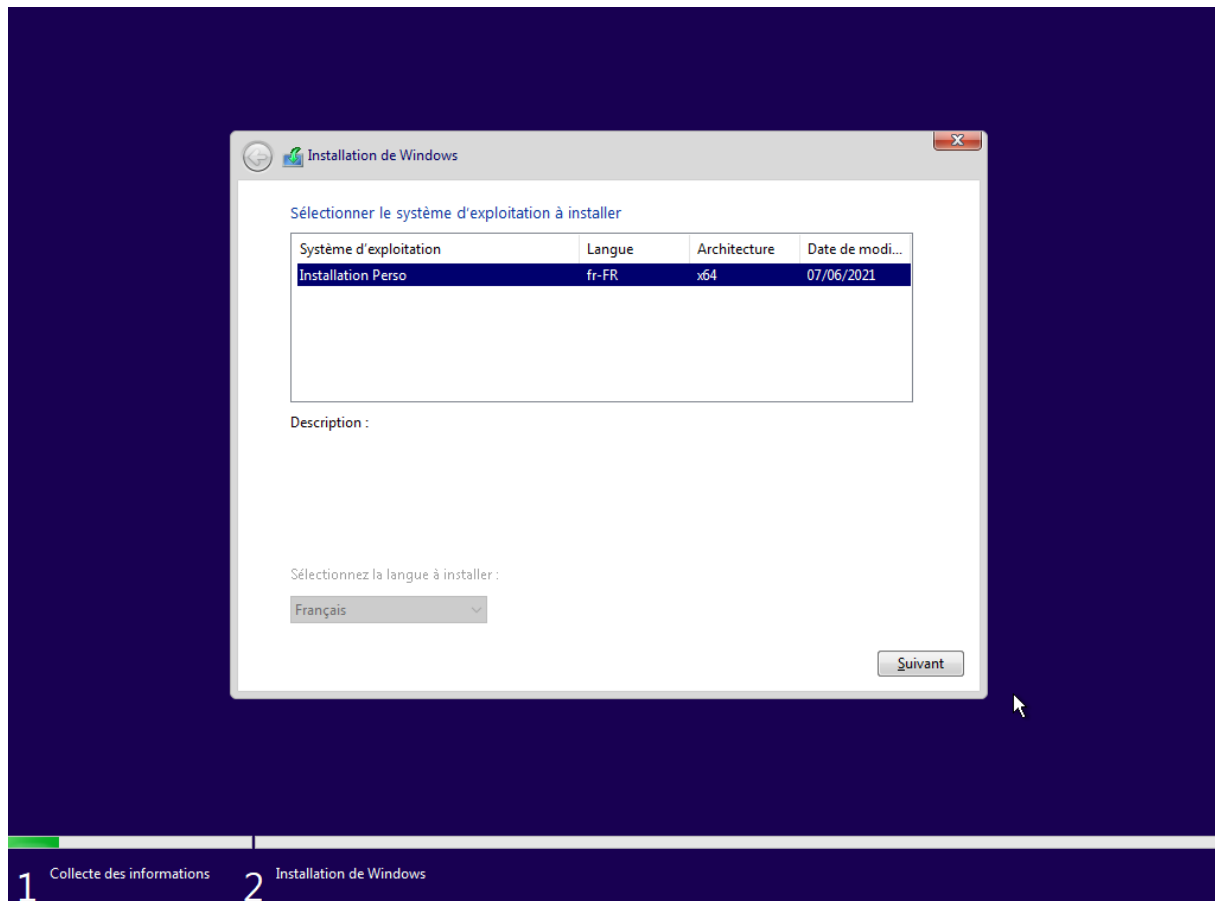 Installation de Windows
Sélectionner le système d'exploitation à installer
Système d'exploitation Langue Architecture Date de modi...
Installation Perso fr-FR x64 07/06/2021
Description :
Sélectionnez la langue à installer :
Français
Suivant
1 Collecte des informations 2 Installation de Windows